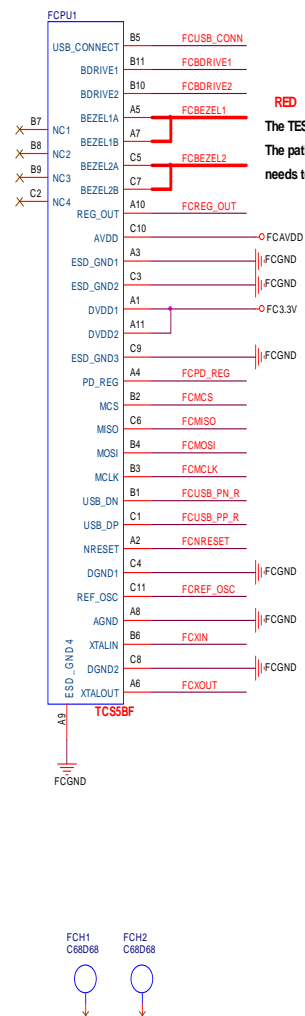 FCPU1
USB_CONNECT B5 FCUSB_CONN
BDRIVE1 B11 FCBDRIVE1
BDRIVE2 B10 FCBDRIVE2
BEZEL1A A5 FCBEZEL1
RED
B7 NC1
BEZEL1B A7
The TES
B8 NC2
BEZEL2A C5 FCBEZEL2
The pat
B9 NC3
BEZEL2B C7
needs t
C2 NC4
REG_OUT A10 FCREG_OUT
AVDD C10 FCAVDD
ESD_GND1 A3 FCGND
ESD_GND2 C3 FCGND
DVDD1 A1 FC3.3V
DVDD2 A11
ESD_GND3 C9 FCGND
PD_REG A4 FCPD_REG
MCS B2 FCMCS
MISO C6 FCMISO
MOSI B4 FCMOSI
MCLK B3 FCMCLK
USB_DN B1 FCUSB_PN_R
USB_DP C1 FCUSB_PP_R
NRESET A2 FCNRESET
DGND1 C4 FCGND
REF_OSC C11 FCREF_OSC
AGND A8 FCGND
XTALIN B6 FCXIN
DGND2 C8 FCGND
XTALOUT A6 FCXOUT
ESD_GND4
A9
TCS5BF
FCGND
FCH1 FCH2
C68D68 C68D68